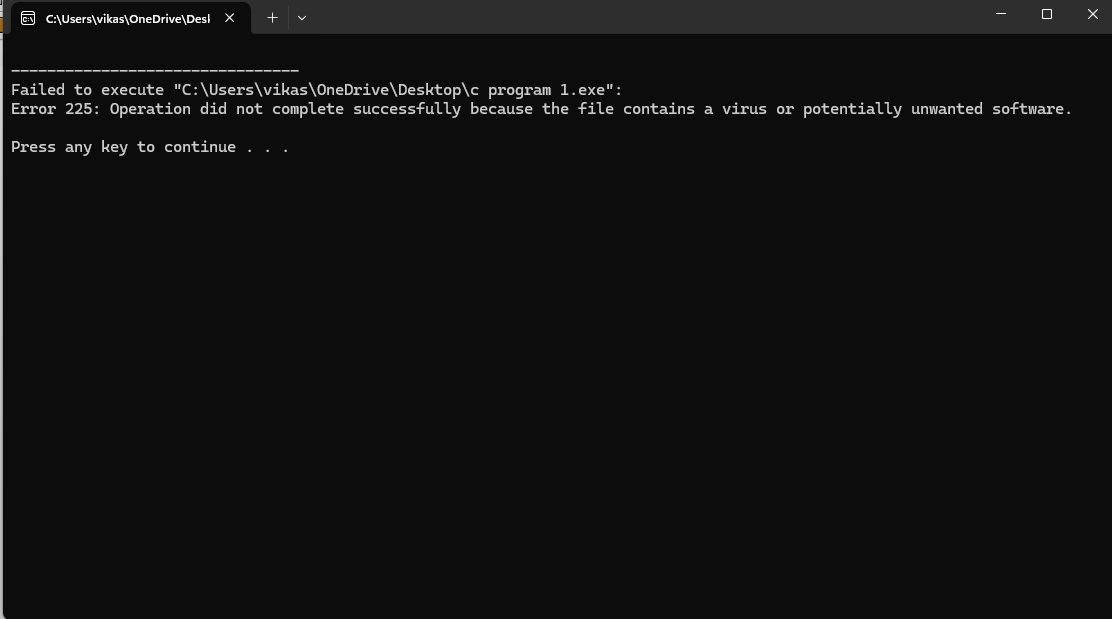 C:\Users\vikas\OneDrive\Desl
--------------------------------
Failed to execute "C:\Users\vikas\OneDrive\Desktop\c program 1.exe":
Error 225: Operation did not complete successfully because the file contains a virus or potentially unwanted software.
Press any key to continue . . .